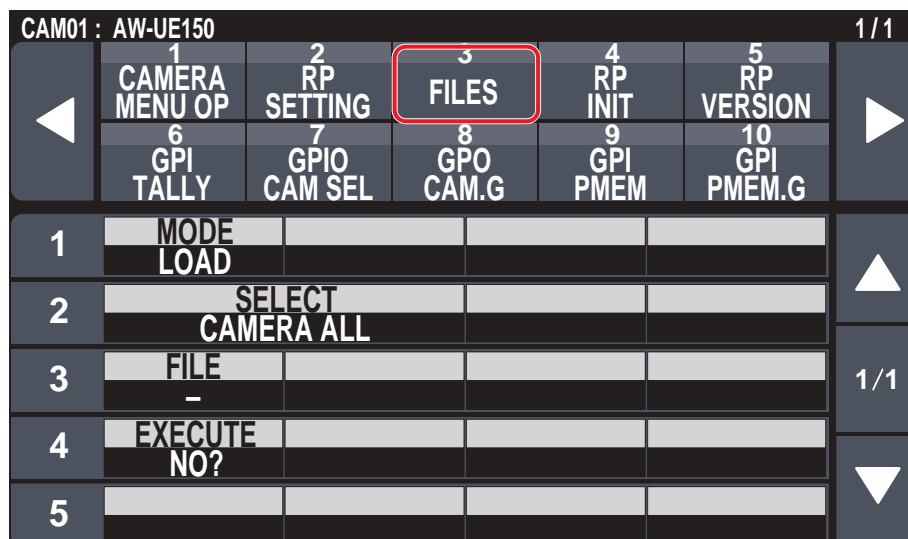 CAM01 : AW-UE150 1/1
1 2 3 4 5
CAMERA MENU OP RP SETTING FILES RP INIT RP VERSION
6 7 8 9 10
GPI TALLY GPIO CAM SEL GPO CAM.G GPI PMEM GPI PMEM.G
1 MODE
LOAD
2 SELECT
CAMERA ALL
3 FILE 1/1
–
4 EXECUTE
NO?
5